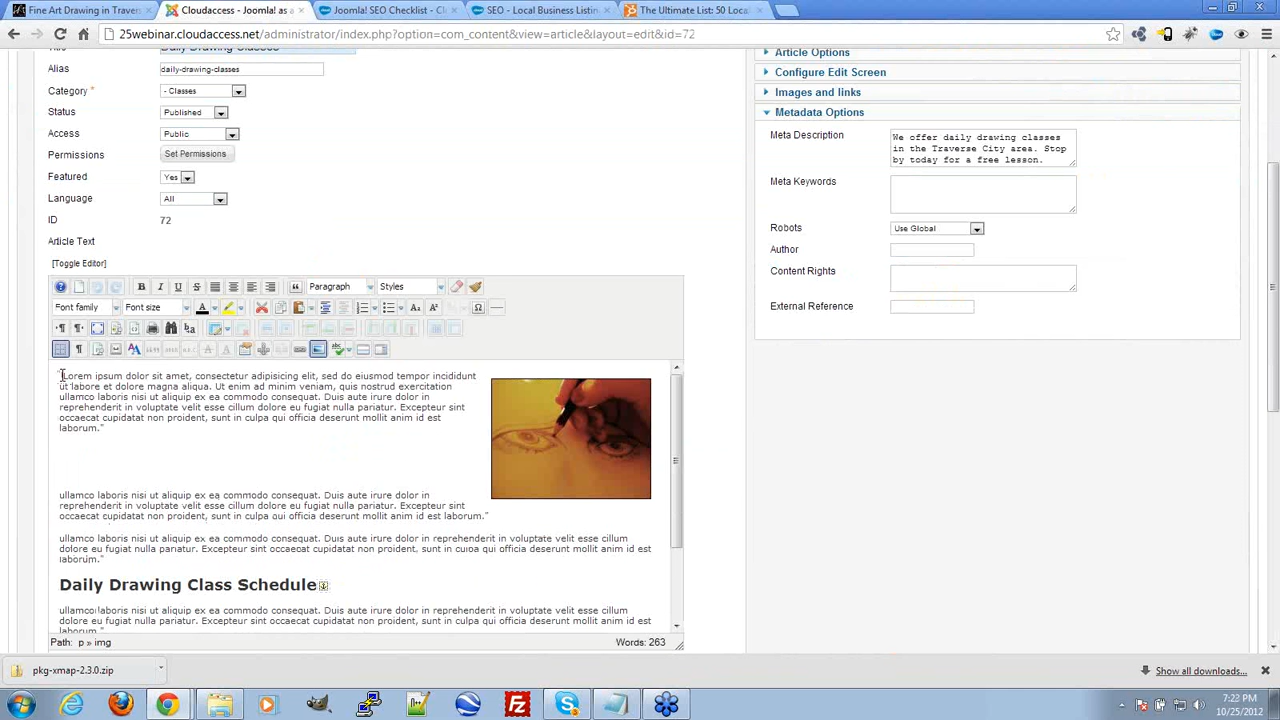 Fine Art Drawing in Travers
Cloudaccess - Joomla! as a
Joomla! SEO Checklist - Cl
SEO - Local Business Listin
The Ultimate List: 50 Local
25webinar.cloudaccess.net/administrator/index.php?option=com_content&view=article&layout=edit&id=72
Daily Drawing Classes
Alias
daily-drawing-classes
Category *
- Classes
Status
Published
Access
Public
Permissions
Set Permissions
Featured
Yes
Language
All
ID
72
Article Text
[Toggle Editor]
Paragraph
Styles
Font family
Font size
"Lorem ipsum dolor sit amet, consectetur adipisicing elit, sed do eiusmod tempor incididunt
ut labore et dolore magna aliqua. Ut enim ad minim veniam, quis nostrud exercitation
ullamco laboris nisi ut aliquip ex ea commodo consequat. Duis aute irure dolor in
reprehenderit in voluptate velit esse cillum dolore eu fugiat nulla pariatur. Excepteur sint
occaecat cupidatat non proident, sunt in culpa qui officia deserunt mollit anim id est
laborum."
ullamco laboris nisi ut aliquip ex ea commodo consequat. Duis aute irure dolor in
reprehenderit in voluptate velit esse cillum dolore eu fugiat nulla pariatur. Excepteur sint
occaecat cupidatat non proident, sunt in culpa qui officia deserunt mollit anim id est laborum."
ullamco laboris nisi ut aliquip ex ea commodo consequat. Duis aute irure dolor in reprehenderit in voluptate velit esse cillum
dolore eu fugiat nulla pariatur. Excepteur sint occaecat cupidatat non proident, sunt in culpa qui officia deserunt mollit anim id est
laborum."
Daily Drawing Class Schedule
ullamco laboris nisi ut aliquip ex ea commodo consequat. Duis aute irure dolor in reprehenderit in voluptate velit esse cillum
dolore eu fugiat nulla pariatur. Excepteur sint occaecat cupidatat non proident, sunt in culpa qui officia deserunt mollit anim id est
laborum."
Path: p » img
Words: 263
Article Options
Configure Edit Screen
Images and links
Metadata Options
Meta Description
We offer daily drawing classes
in the Traverse City area. Stop
by today for a free lesson.
Meta Keywords
Robots
Use Global
Author
Content Rights
External Reference
pkg-xmap-2.3.0.zip
Show all downloads...
7:23 PM
10/25/2012